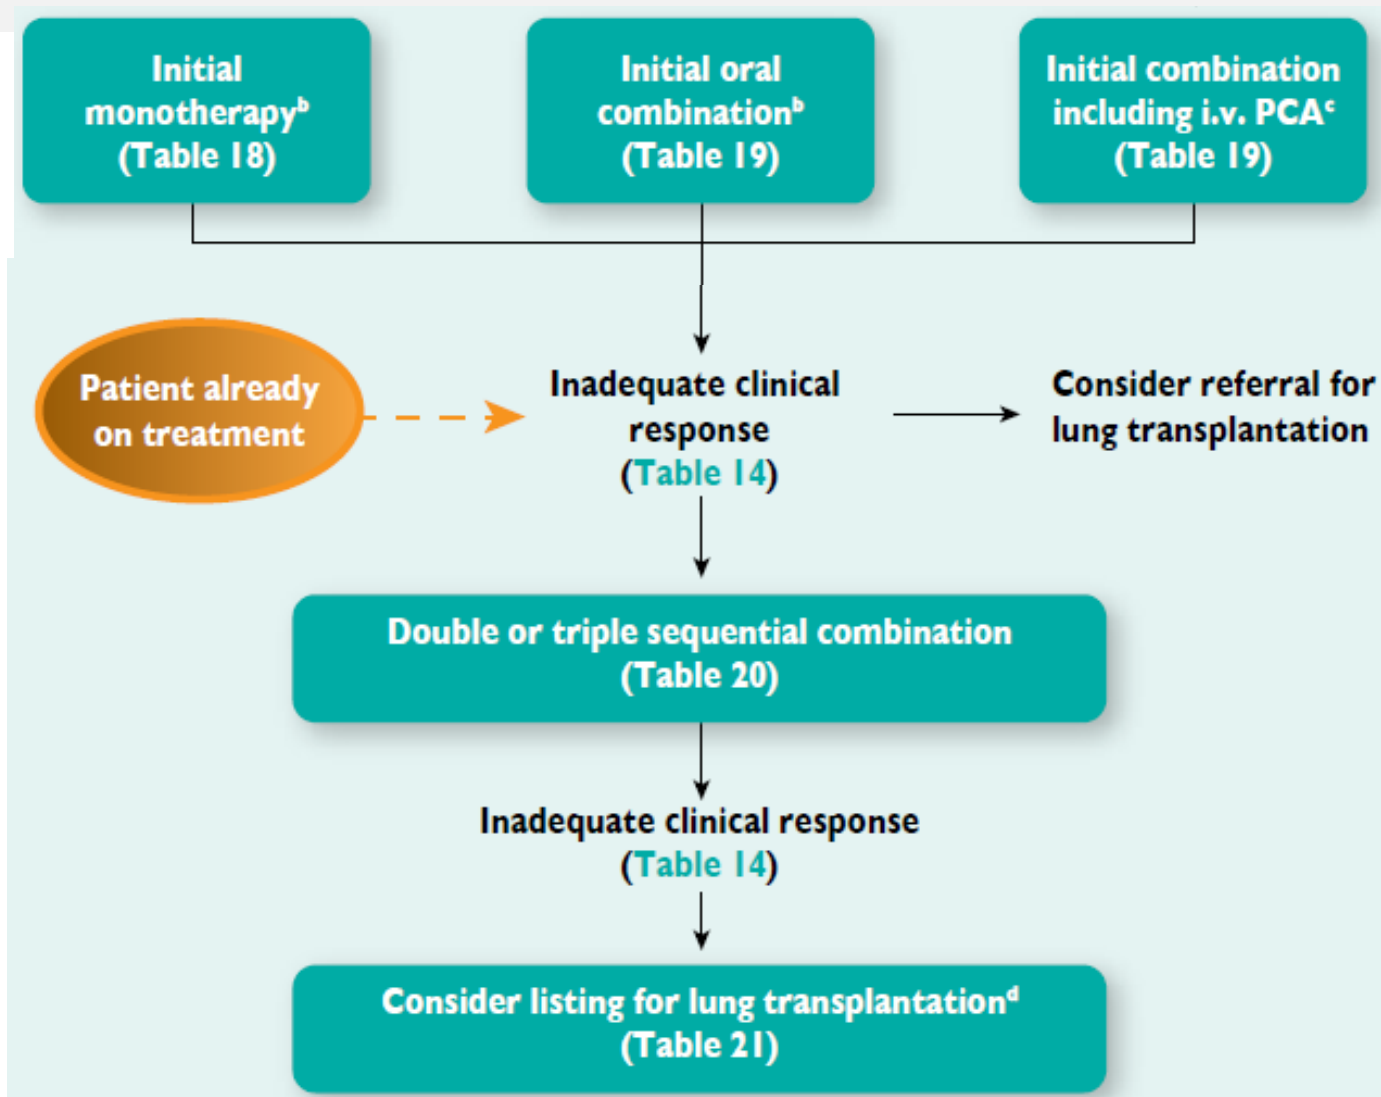 Initial
monotherapyᵇ
(Table 18)
Initial oral
combinationᵇ
(Table 19)
Initial combination
including i.v. PCAᶜ
(Table 19)
Patient already
on treatment
Inadequate clinical
response
(Table 14)
Consider referral for
lung transplantation
Double or triple sequential combination
(Table 20)
Inadequate clinical response
(Table 14)
Consider listing for lung transplantationᵈ
(Table 21)